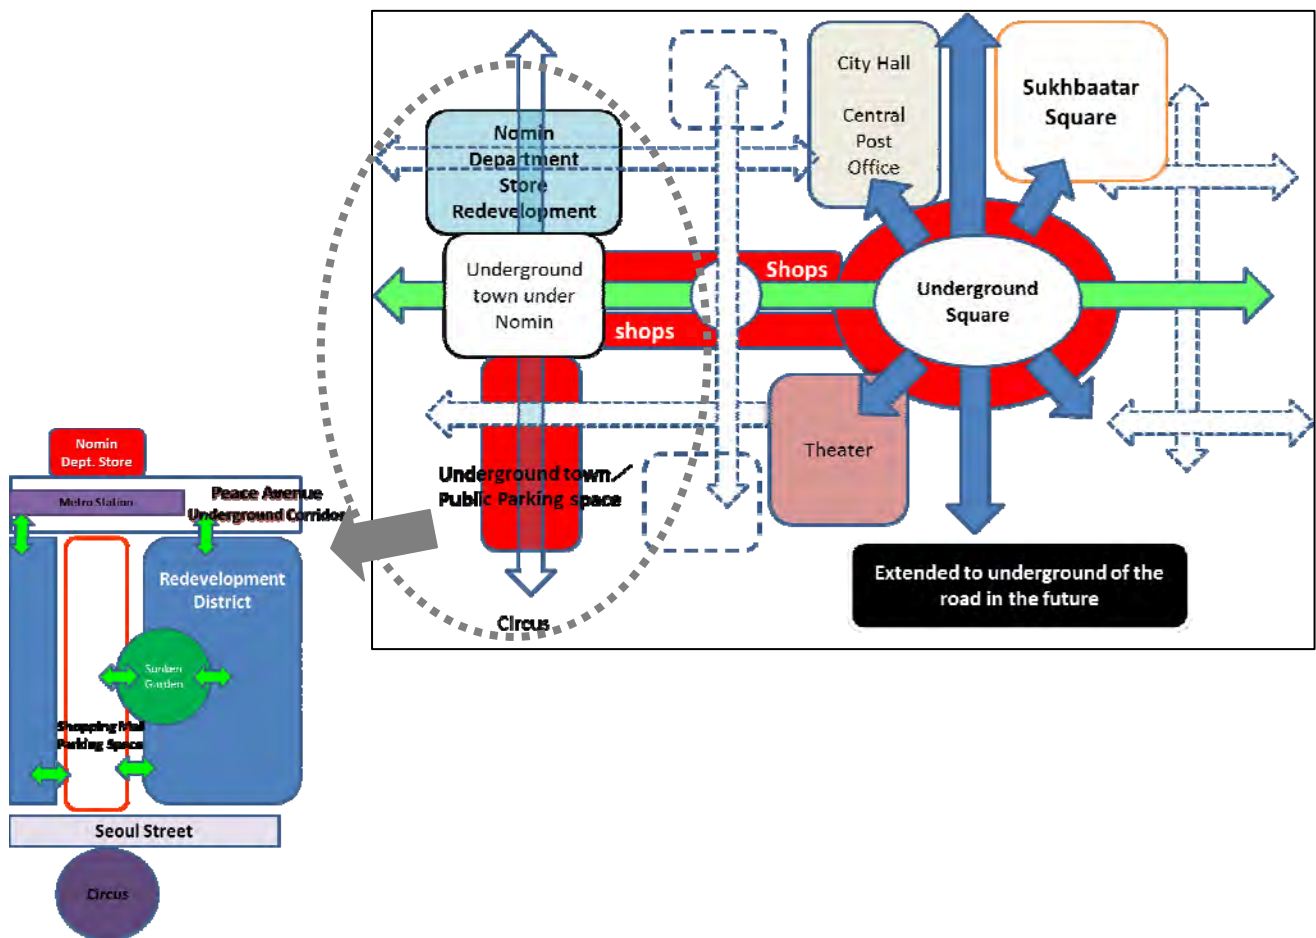 City Hall
Central
Post
Office
Sukhbaatar
Square
Nomin
Department
Store
Redevelopment
Underground
town under
Nomin
Shops
shops
Underground
Square
Theater
Underground town／
Public Parking space
Circus
Extended to underground of the
road in the future
Nomin
Dept. Store
Metro Station
Peace Avenue
Underground Corridor
Redevelopment
District
Sunken
Garden
Shopping Mall
Parking Space
Seoul Street
Circus